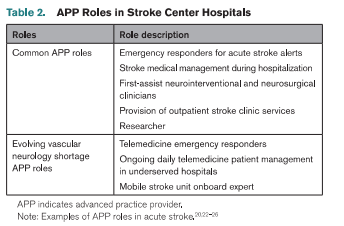 Table 2. APP Roles in Stroke Center Hospitals
Roles
Role description
Common APP roles
Emergency responders for acute stroke alerts
Stroke medical management during hospitalization
First-assist neurointerventional and neurosurgical
clinicians
Provision of outpatient stroke clinic services
Researcher
Evolving vascular
neurology shortage
APP roles
Telemedicine emergency responders
Ongoing daily telemedicine patient management
in underserved hospitals
Mobile stroke unit onboard expert
APP indicates advanced practice provider.
Note: Examples of APP roles in acute stroke.20,22–26